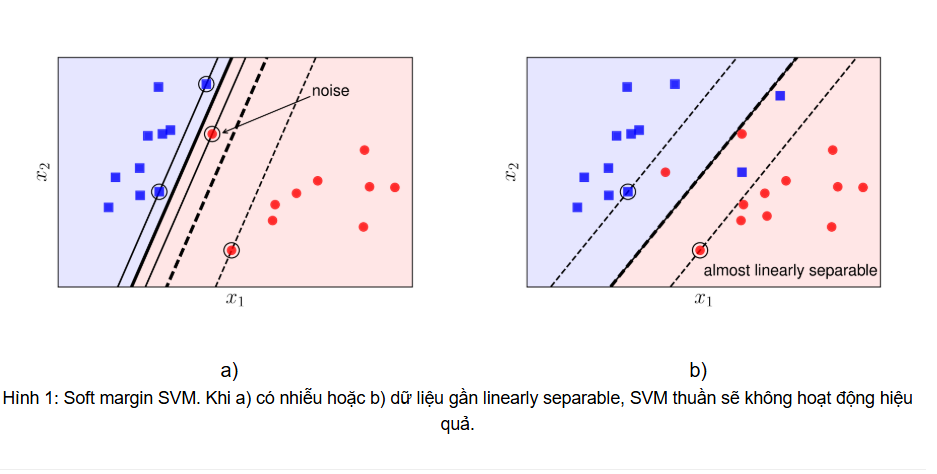 noise
x2
x1
x2
almost linearly separable
x1
a)
b)
Hình 1: Soft margin SVM. Khi a) có nhiễu hoặc b) dữ liệu gần linearly separable, SVM thuần sẽ không hoạt động hiệu
quả.